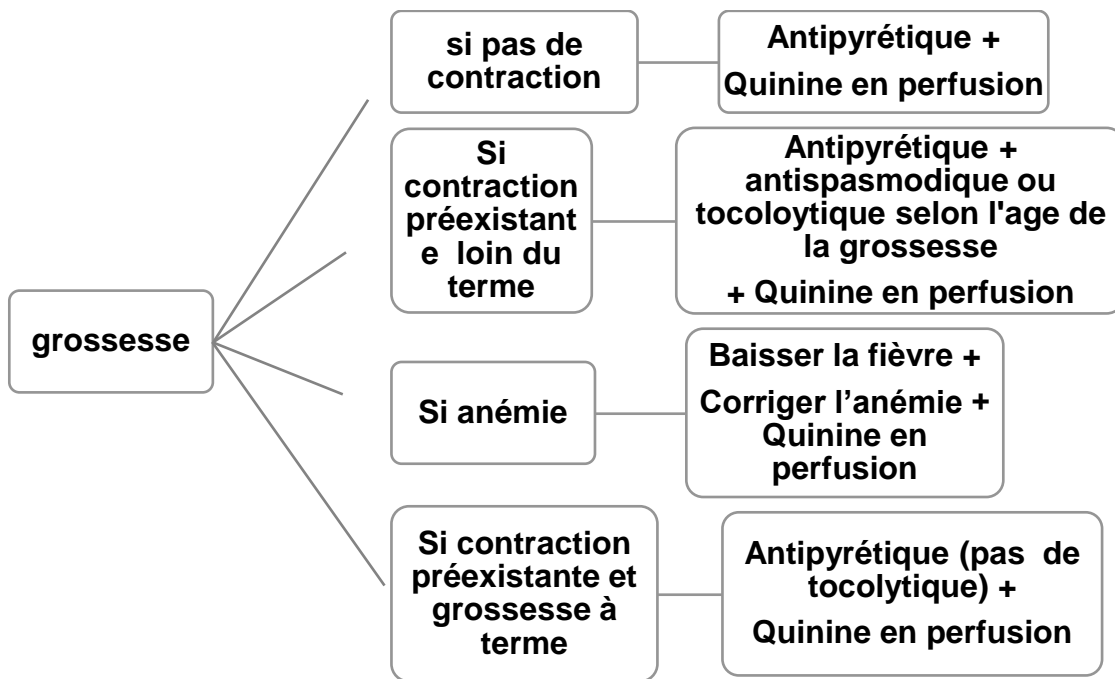 si pas de
contraction
Antipyrétique +
Quinine en perfusion
Si
contraction
préexistant
e loin du
terme
Antipyrétique +
antispasmodique ou
tocoloytique selon l'age de
la grossesse
+ Quinine en perfusion
grossesse
Si anémie
Baisser la fièvre +
Corriger l’anémie +
Quinine en
perfusion
Si contraction
préexistante et
grossesse à
terme
Antipyrétique (pas de
tocolytique) +
Quinine en perfusion